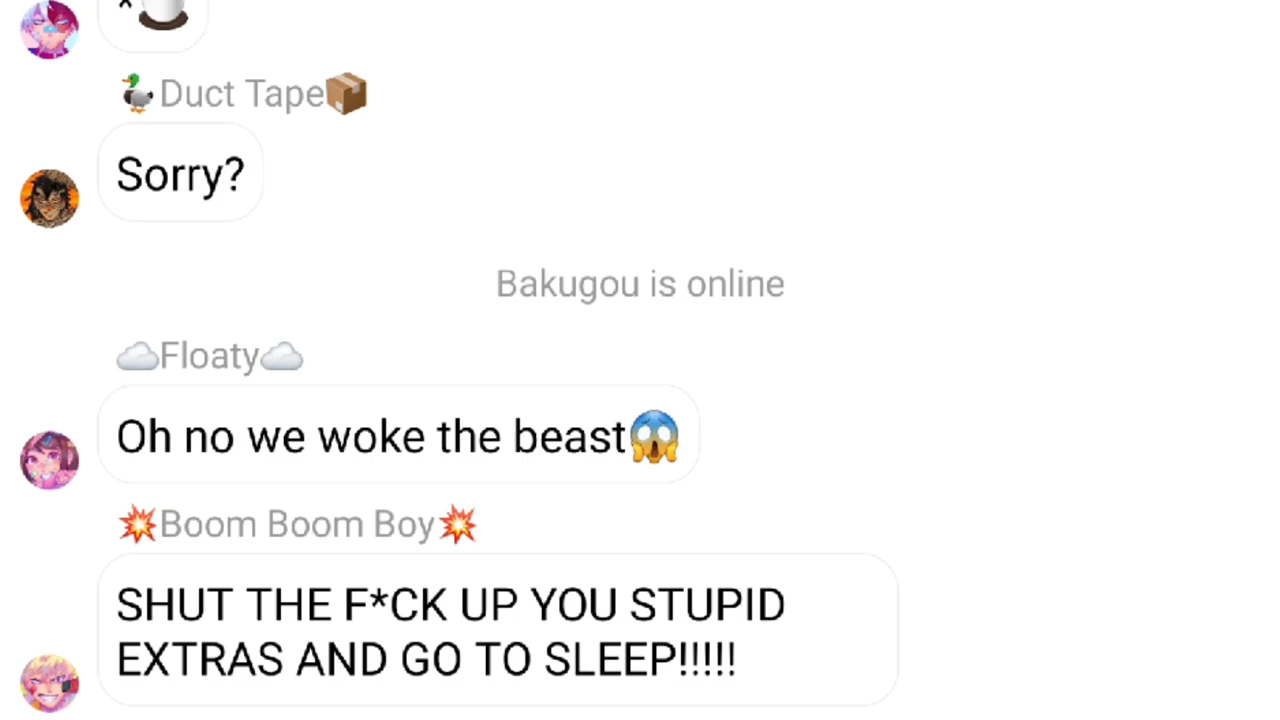 *☕
🦆Duct Tape📦
Sorry?
Bakugou is online
☁️Floaty☁️
Oh no we woke the beast😱
💥Boom Boom Boy💥
SHUT THE F*CK UP YOU STUPID
EXTRAS AND GO TO SLEEP!!!!!